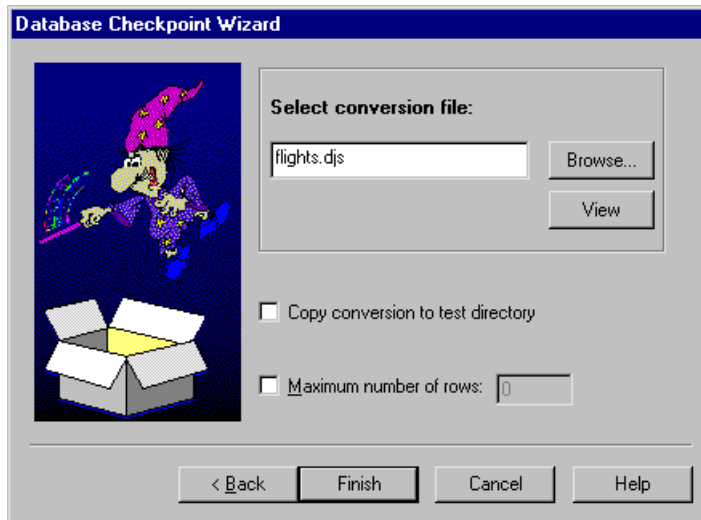 Database Checkpoint Wizard
Select conversion file:
flights.djs
Browse...
View
Copy conversion to test directory
Maximum number of rows: 0
< Back Finish Cancel Help